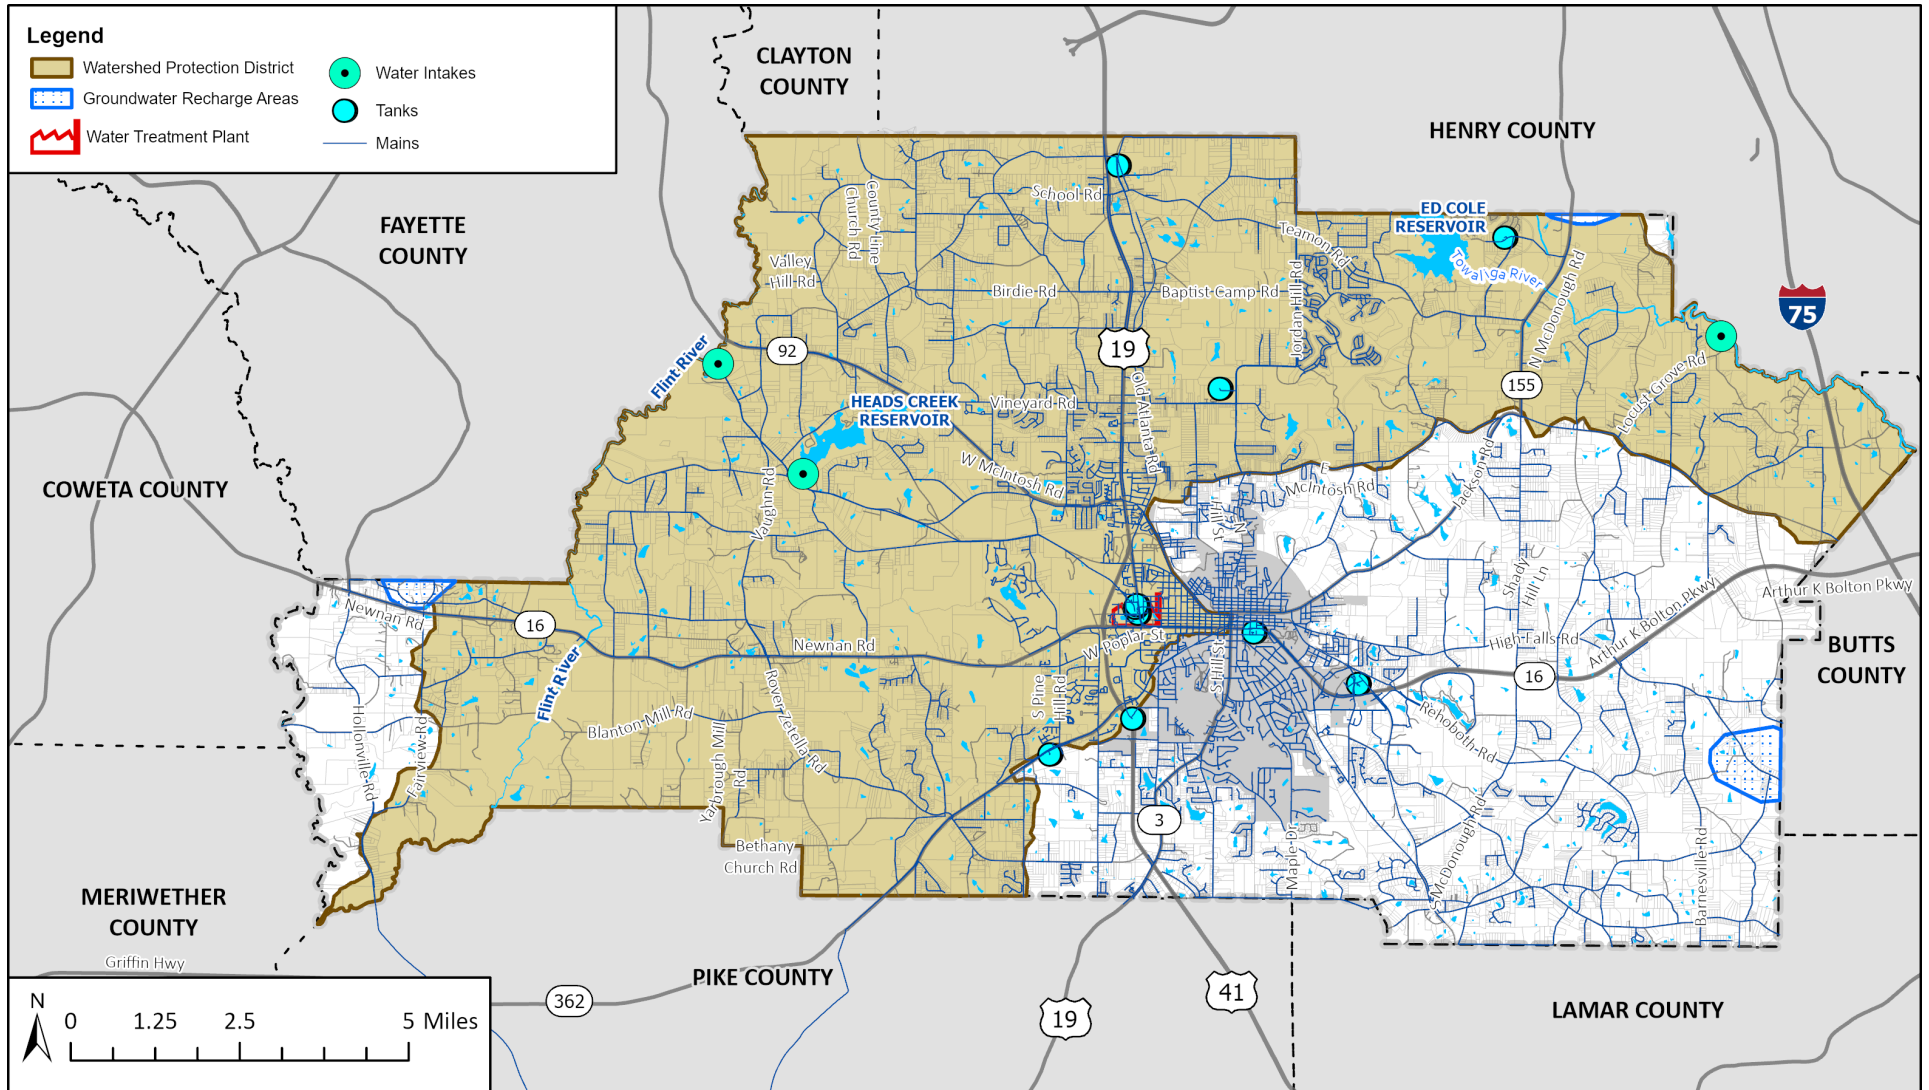 Legend
Watershed Protection District
Groundwater Recharge Areas
Water Treatment Plant
Water Intakes
Tanks
Mains
CLAYTON
COUNTY
HENRY COUNTY
FAYETTE
COUNTY
School Rd
Church Rd
County Line
ED COLE
RESERVOIR
Teamon Rd
Towaliga River
Valley
Hill Rd
Birdie Rd
Baptist Camp Rd
Jordan Hill Rd
N McDonough Rd
75
19
92
Flint River
155
Locust Grove Rd
HEADS CREEK
RESERVOIR
Vineyard Rd
Old Atlanta Rd
W McIntosh Rd
E
McIntosh Rd
Jackson Rd
COWETA COUNTY
Vaughn Rd
N
Hill St
Shady
Hill Ln
Arthur K Bolton Pkwy
Arthur K Bolton Pkwy
Newnan Rd
16
Newnan Rd
W Poplar St
High Falls Rd
16
BUTTS
COUNTY
Flint River
S Hill St
S Pine
Hill Rd
Rover Zetella Rd
Rehoboth Rd
Blanton Mill Rd
Hollonville Rd
Fairview Rd
Yarbrough Mill
Rd
3
Bethany
Church Rd
Maple Dr
S McDonough Rd
Barnesville Rd
MERIWETHER
COUNTY
Griffin Hwy
PIKE COUNTY
362
19
41
LAMAR COUNTY
N
0 1.25 2.5 5 Miles